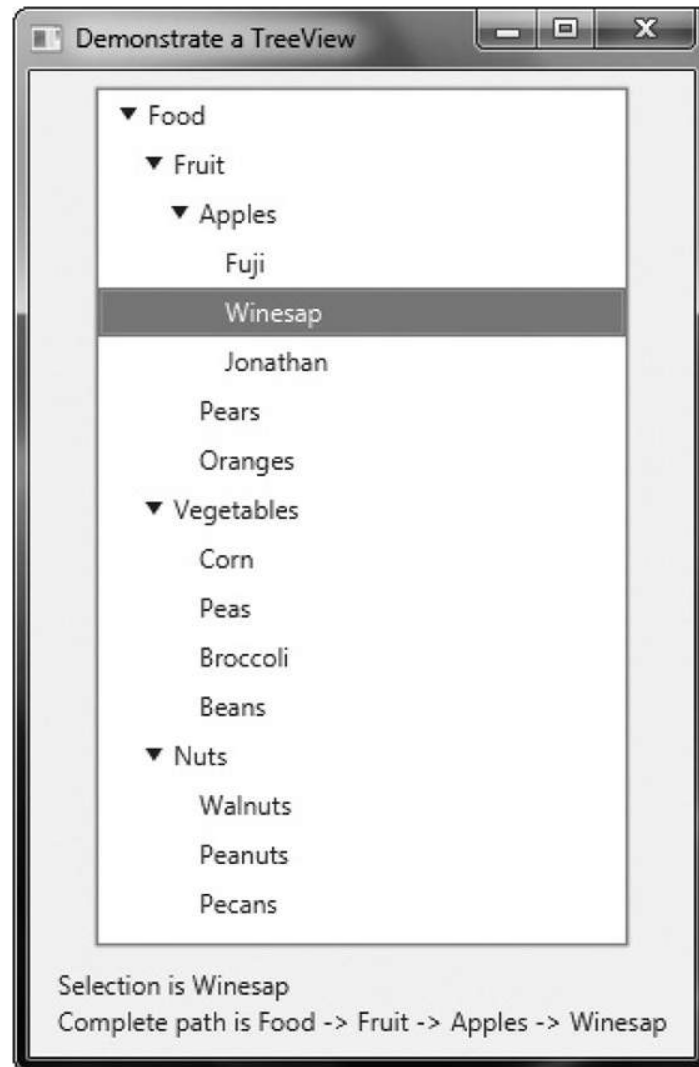 Demonstrate a TreeView
Food
Fruit
Apples
Fuji
Winesap
Jonathan
Pears
Oranges
Vegetables
Corn
Peas
Broccoli
Beans
Nuts
Walnuts
Peanuts
Pecans
Selection is Winesap
Complete path is Food -> Fruit -> Apples -> Winesap